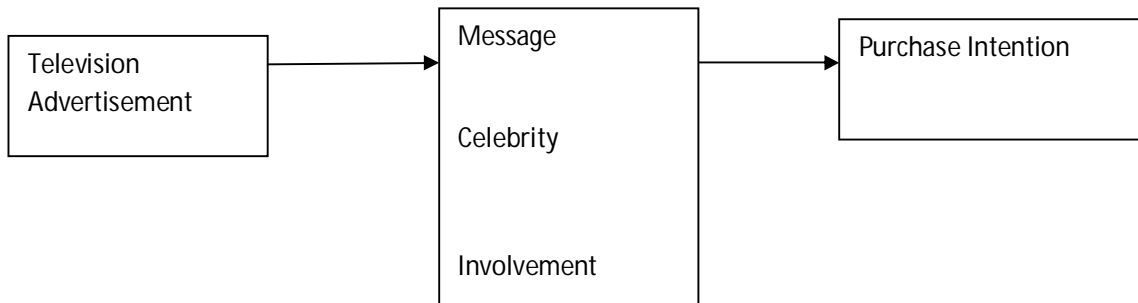 Television
Advertisement
Message
Celebrity
Involvement
Purchase Intention